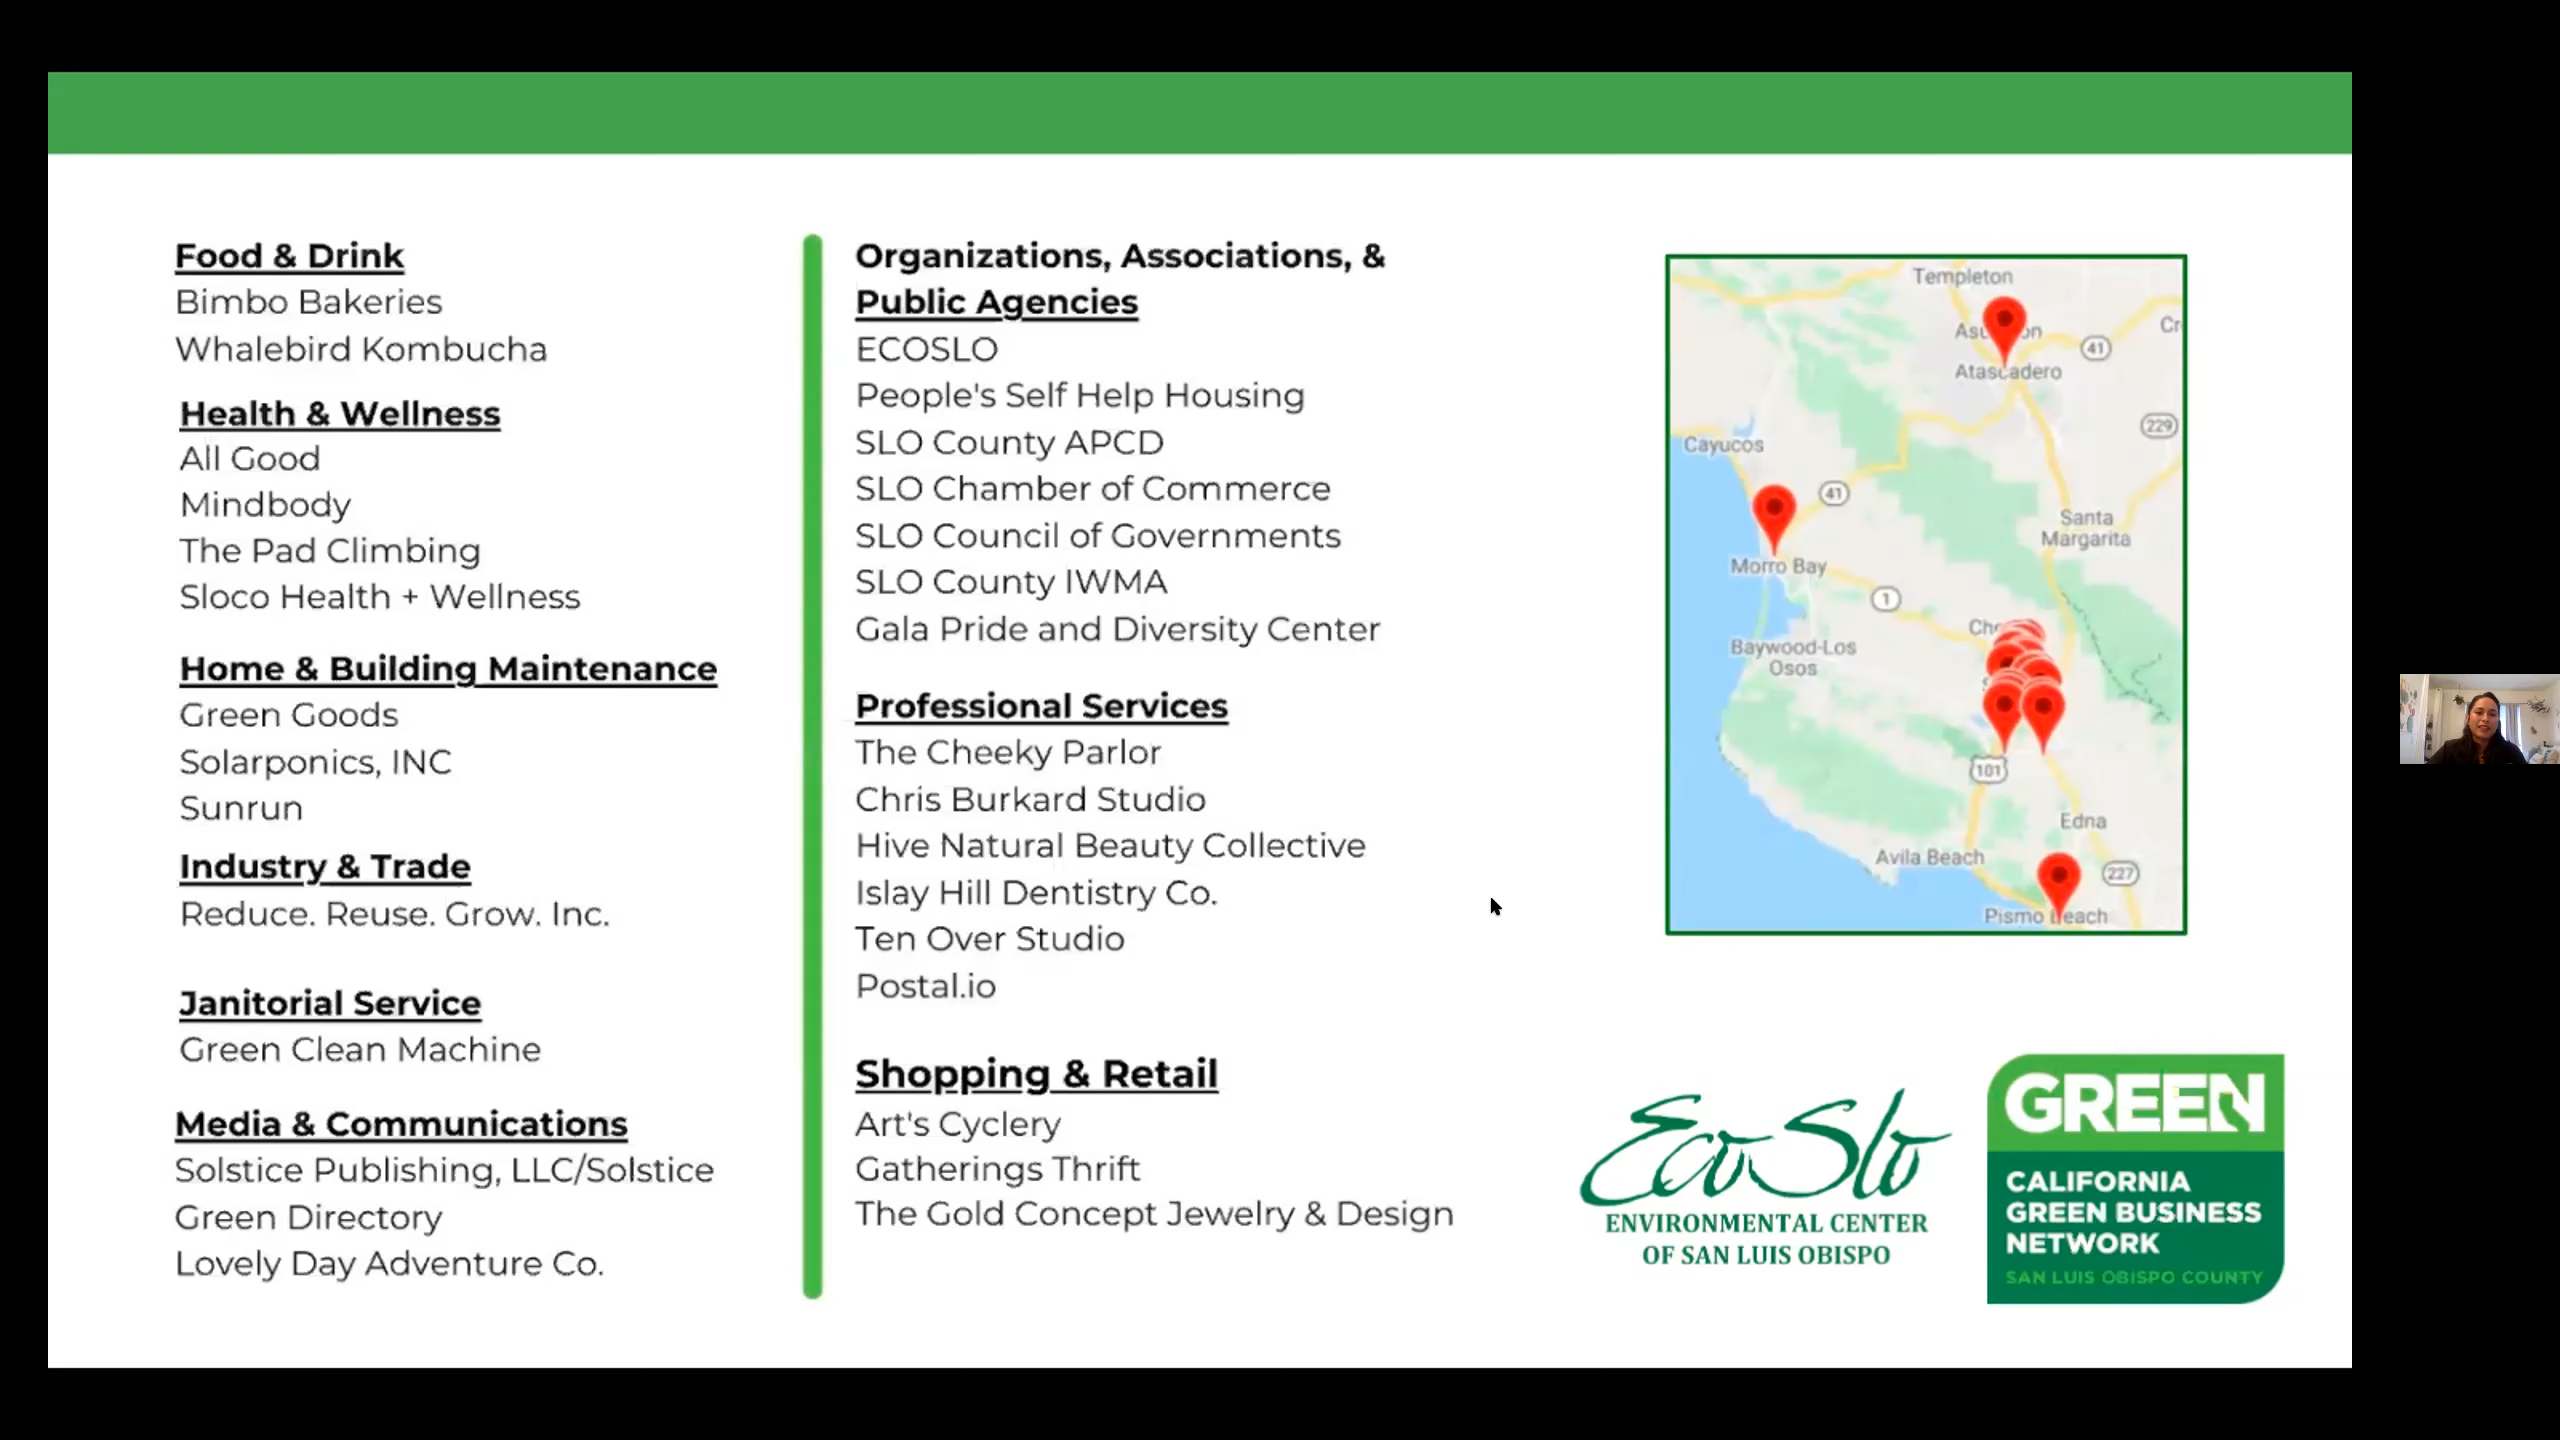 Food & Drink
Bimbo Bakeries
Whalebird Kombucha
Health & Wellness
All Good
Mindbody
The Pad Climbing
Sloco Health + Wellness
Home & Building Maintenance
Green Goods
Solarponics, INC
Sunrun
Industry & Trade
Reduce. Reuse. Grow. Inc.
Janitorial Service
Green Clean Machine
Media & Communications
Solstice Publishing, LLC/Solstice
Green Directory
Lovely Day Adventure Co.
Organizations, Associations, &
Public Agencies
ECOSLO
People's Self Help Housing
SLO County APCD
SLO Chamber of Commerce
SLO Council of Governments
SLO County IWMA
Gala Pride and Diversity Center
Professional Services
The Cheeky Parlor
Chris Burkard Studio
Hive Natural Beauty Collective
Islay Hill Dentistry Co.
Ten Over Studio
Postal.io
Shopping & Retail
Art's Cyclery
Gatherings Thrift
The Gold Concept Jewelry & Design
Templeton
41
Atascadero
229
Cayucos
41
Santa
Margarita
Morro Bay
1
Baywood-Los
Osos
101
Edna
Avila Beach
227
Pismo Beach
EcoSlo
ENVIRONMENTAL CENTER
OF SAN LUIS OBISPO
GREEN
CALIFORNIA
GREEN BUSINESS
NETWORK
SAN LUIS OBISPO COUNTY